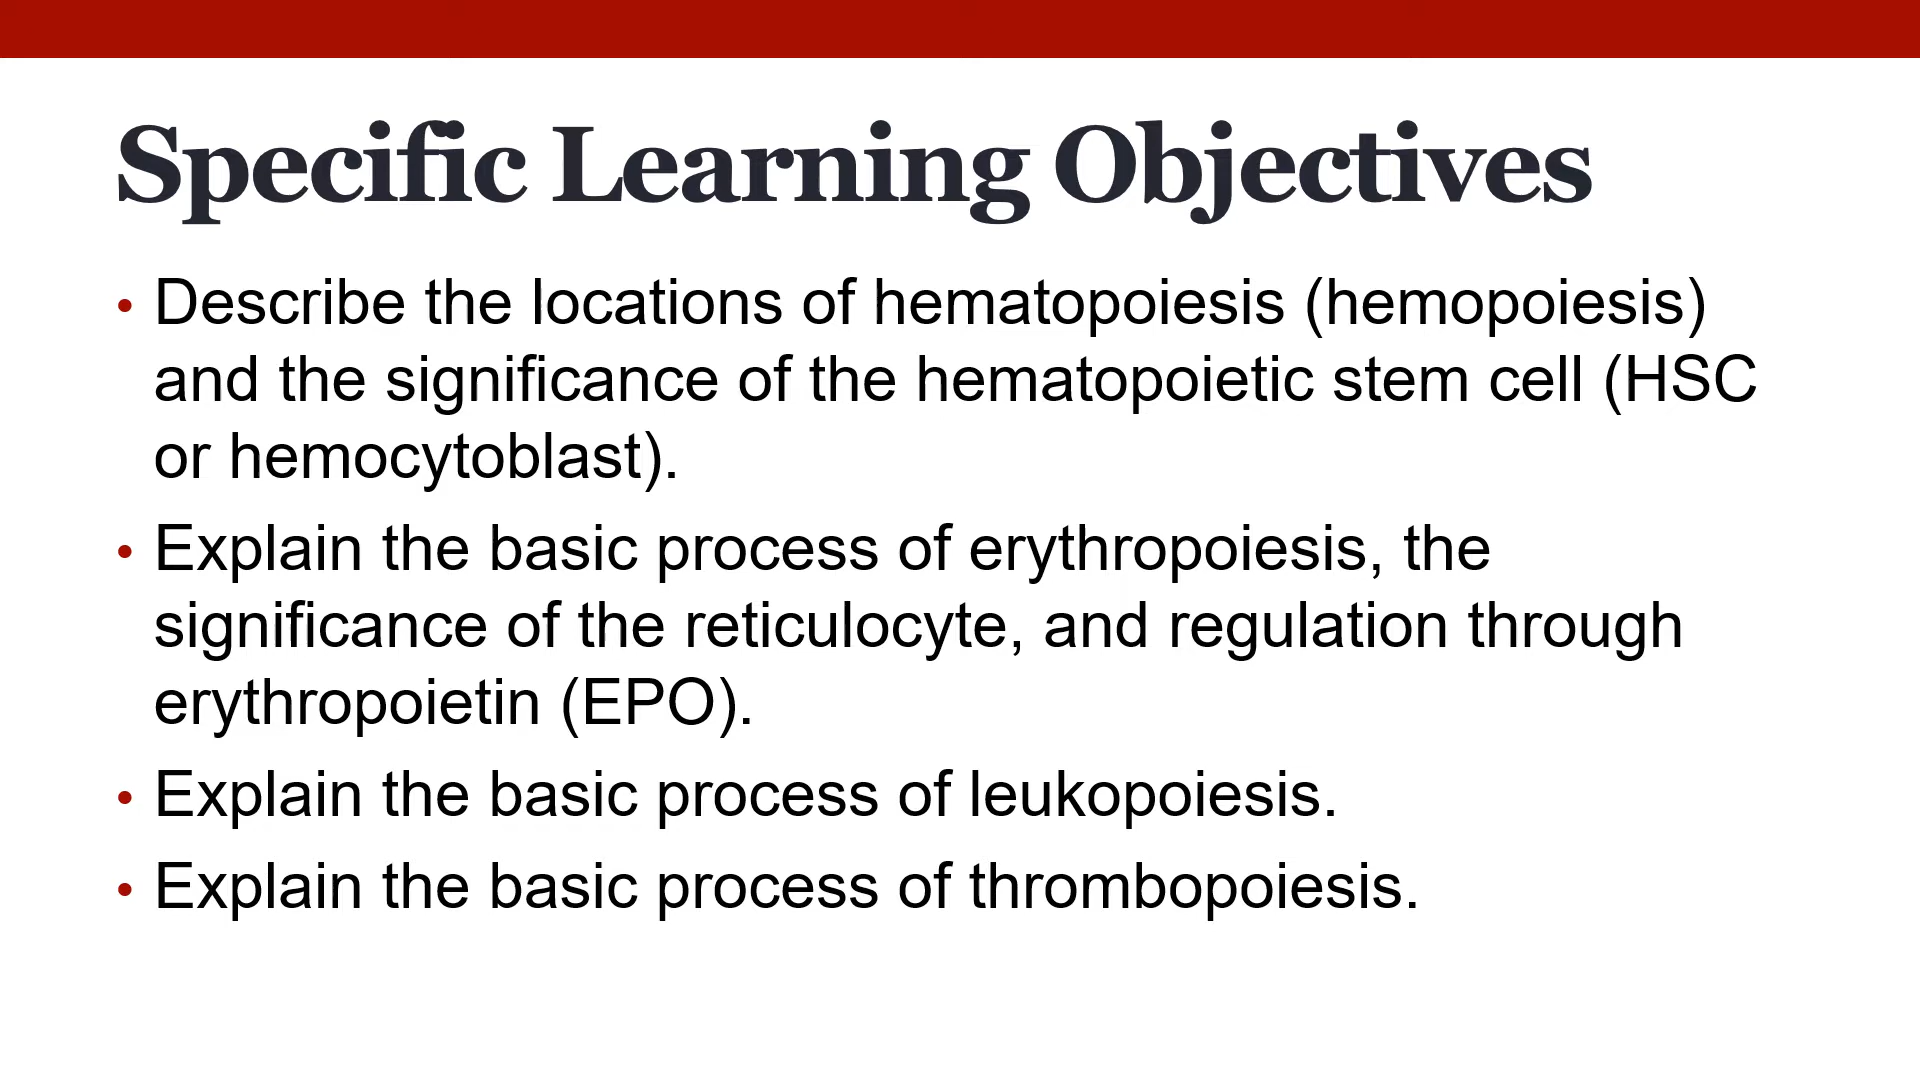 Specific Learning Objectives
• Describe the locations of hematopoiesis (hemopoiesis)
and the significance of the hematopoietic stem cell (HSC
or hemocytoblast).
• Explain the basic process of erythropoiesis, the
significance of the reticulocyte, and regulation through
erythropoietin (EPO).
• Explain the basic process of leukopoiesis.
• Explain the basic process of thrombopoiesis.